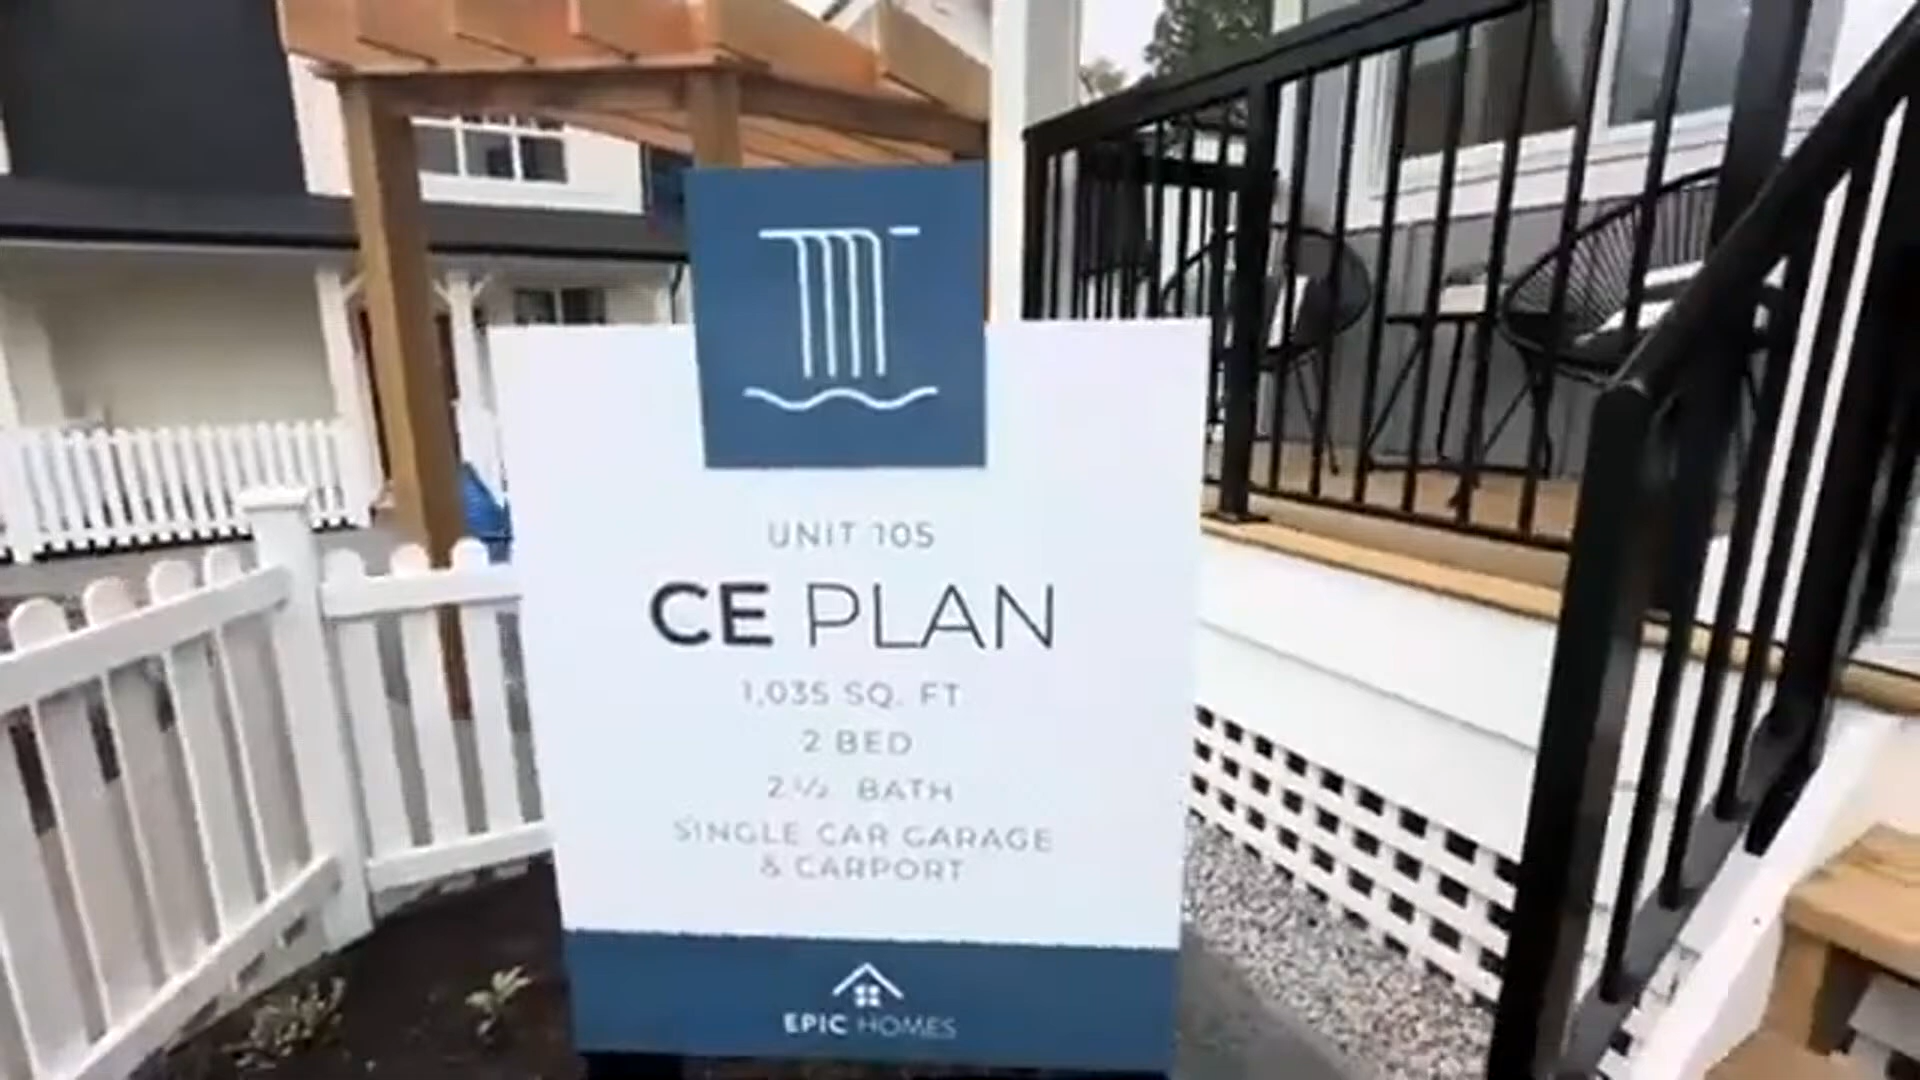 UNIT 105
CE PLAN
1,035 SQ. FT
2 BED
2 ½ BATH
SINGLE CAR GARAGE
& CARPORT
EPIC HOMES